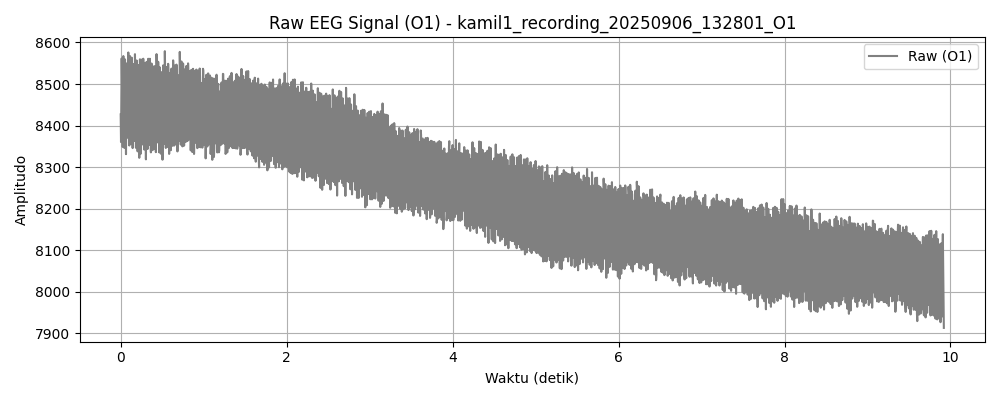 Raw EEG Signal (O1) - kamil1_recording_20250906_132801_O1
Raw (O1)
Amplitudo
8600
8500
8400
8300
8200
8100
8000
7900
0 2 4 6 8 10
Waktu (detik)